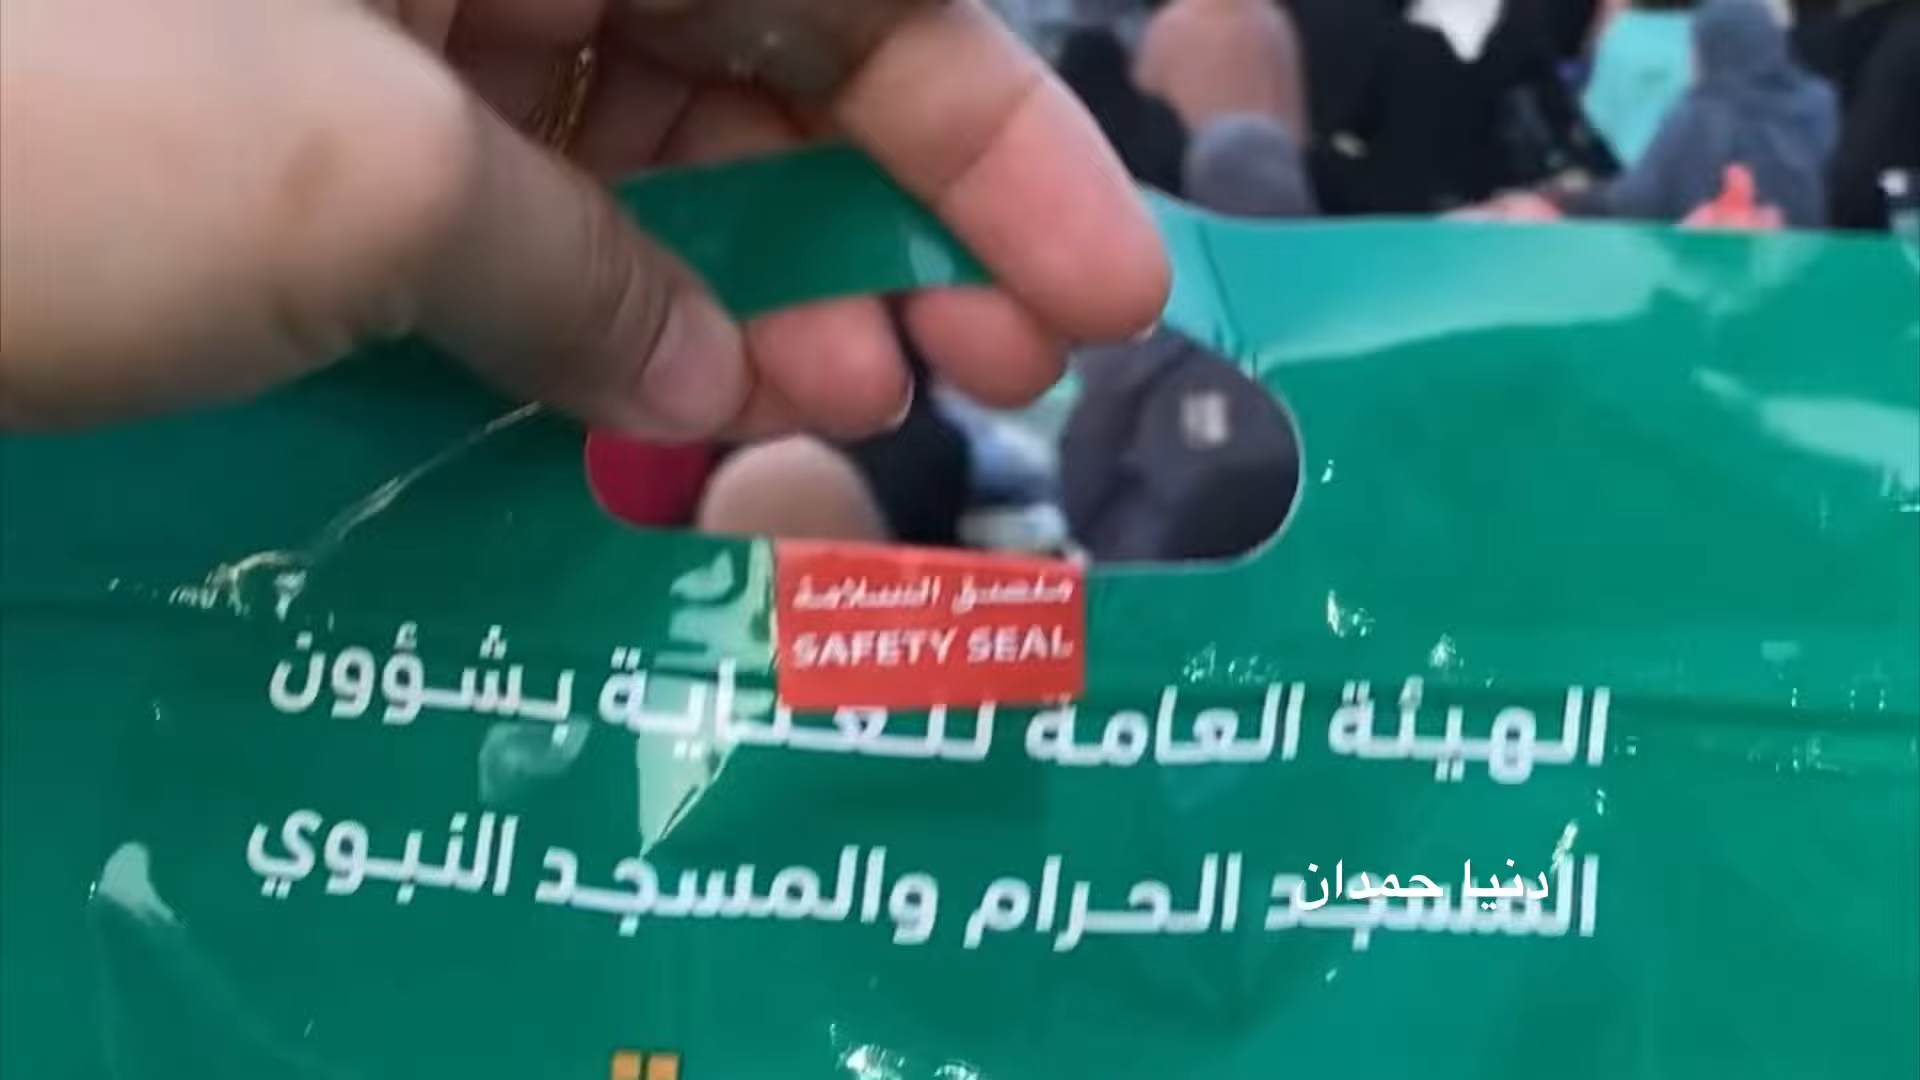 ملصق السلامة
SAFETY SEAL
الهيئة العامة للعناية بشؤون
المسجد الحرام والمسجد النبوي
دنيا حمدان